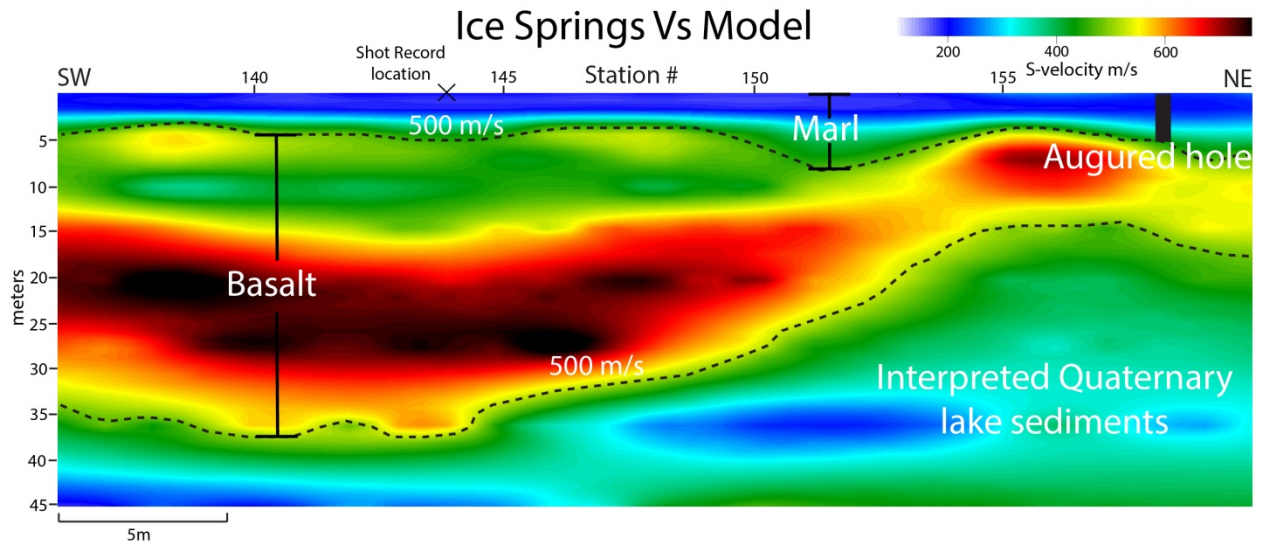 Ice Springs Vs Model
200 400 600
S-velocity m/s
SW
Shot Record
location
Station #
NE
140 145 150 155
meters
5
10
15
20
25
30
35
40
45
500 m/s
Marl
Augured hole
Basalt
500 m/s
Interpreted Quaternary
lake sediments
5m